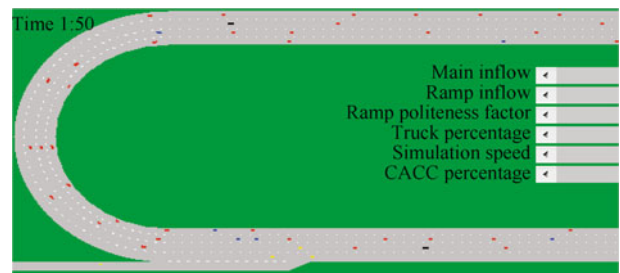 Time 1:50
Main inflow
Ramp inflow
Ramp politeness factor
Truck percentage
Simulation speed
CACC percentage